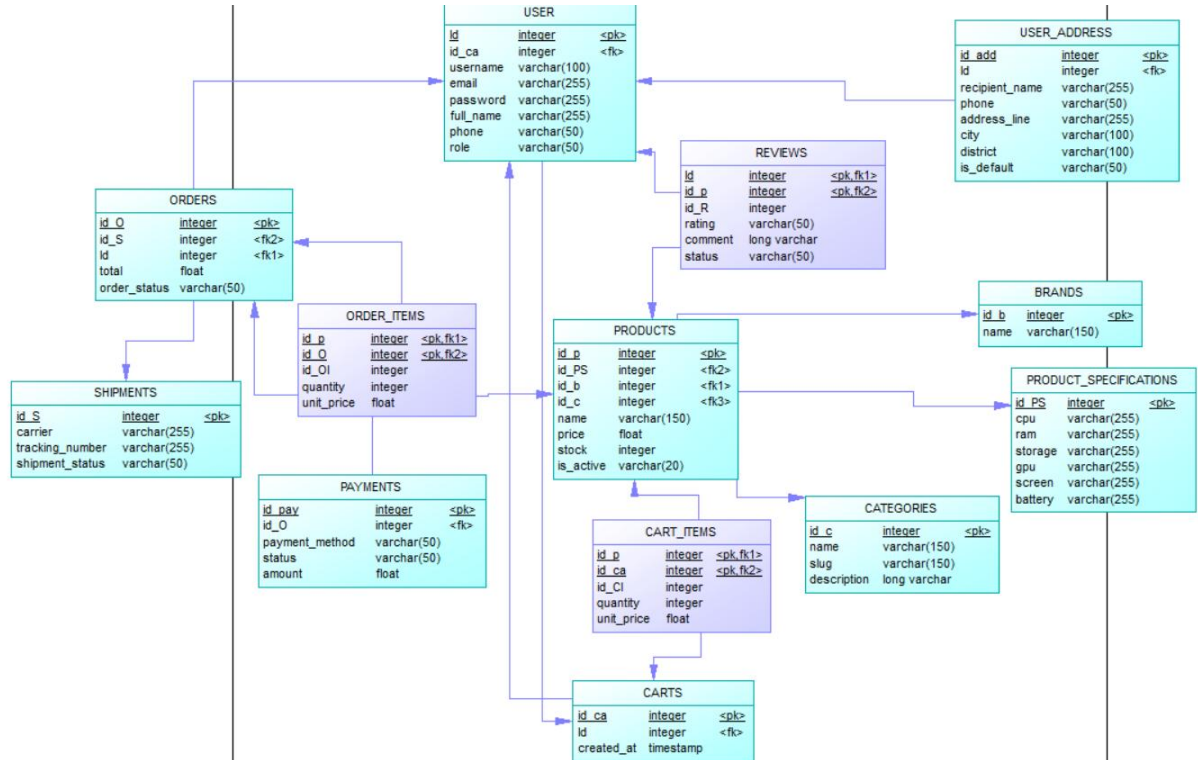 USER
Id integer <pk>
id_ca integer <fk>
username varchar(100)
email varchar(255)
password varchar(255)
full_name varchar(255)
phone varchar(50)
role varchar(50)
USER_ADDRESS
id_add integer <pk>
Id integer <fk>
recipient_name varchar(255)
phone varchar(50)
address_line varchar(255)
city varchar(100)
district varchar(100)
is_default varchar(50)
REVIEWS
Id integer <pk,fk1>
id_p integer <pk,fk2>
id_R integer
rating varchar(50)
comment long varchar
status varchar(50)
ORDERS
id_O integer <pk>
id_S integer <fk2>
Id integer <fk1>
total float
order_status varchar(50)
BRANDS
id_b integer <pk>
name varchar(150)
ORDER_ITEMS
id_p integer <pk,fk1>
id_O integer <pk,fk2>
id_OI integer
quantity integer
unit_price float
PRODUCTS
id_p integer <pk>
id_PS integer <fk2>
id_b integer <fk1>
id_c integer <fk3>
name varchar(150)
price float
stock integer
is_active varchar(20)
PRODUCT_SPECIFICATIONS
id_PS integer <pk>
cpu varchar(255)
ram varchar(255)
storage varchar(255)
gpu varchar(255)
screen varchar(255)
battery varchar(255)
SHIPMENTS
id_S integer <pk>
carrier varchar(255)
tracking_number varchar(255)
shipment_status varchar(50)
PAYMENTS
id_pay integer <pk>
id_O integer <fk>
payment_method varchar(50)
status varchar(50)
amount float
CATEGORIES
id_c integer <pk>
name varchar(150)
slug varchar(150)
description long varchar
CART_ITEMS
id_p integer <pk,fk1>
id_ca integer <pk,fk2>
id_CI integer
quantity integer
unit_price float
CARTS
id_ca integer <pk>
Id integer <fk>
created_at timestamp